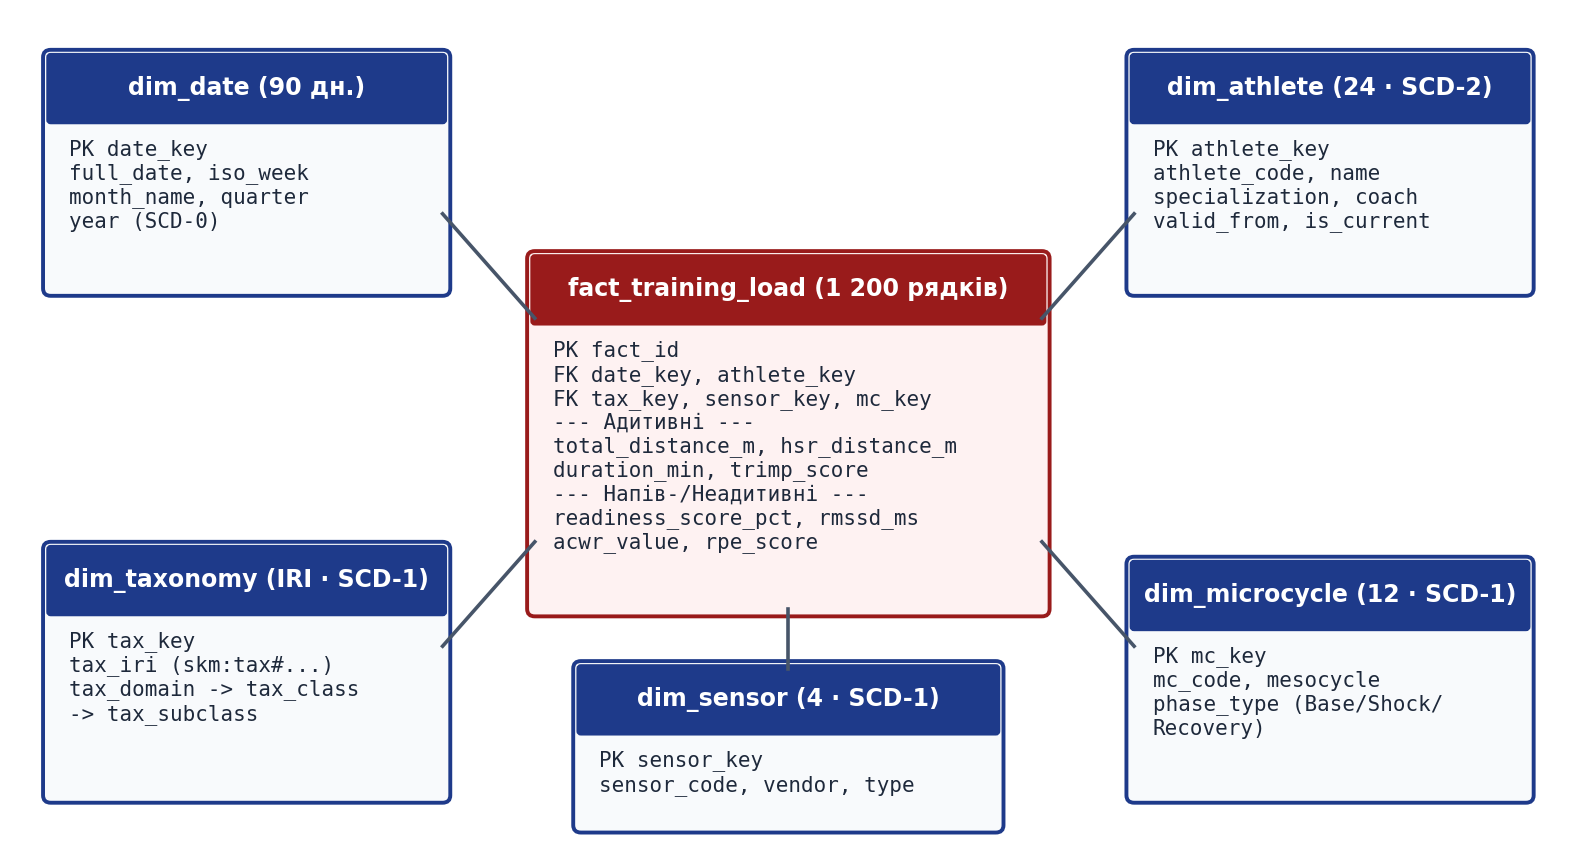 dim_date (90 дн.)
PK date_key
full_date, iso_week
month_name, quarter
year (SCD-0)
dim_athlete (24 · SCD-2)
PK athlete_key
athlete_code, name
specialization, coach
valid_from, is_current
fact_training_load (1 200 рядків)
PK fact_id
FK date_key, athlete_key
FK tax_key, sensor_key, mc_key
--- Адитивні ---
total_distance_m, hsr_distance_m
duration_min, trimp_score
--- Напів-/Неадитивні ---
readiness_score_pct, rmssd_ms
acwr_value, rpe_score
dim_taxonomy (IRI · SCD-1)
PK tax_key
tax_iri (skm:tax#...)
tax_domain -> tax_class
-> tax_subclass
dim_sensor (4 · SCD-1)
PK sensor_key
sensor_code, vendor, type
dim_microcycle (12 · SCD-1)
PK mc_key
mc_code, mesocycle
phase_type (Base/Shock/
Recovery)